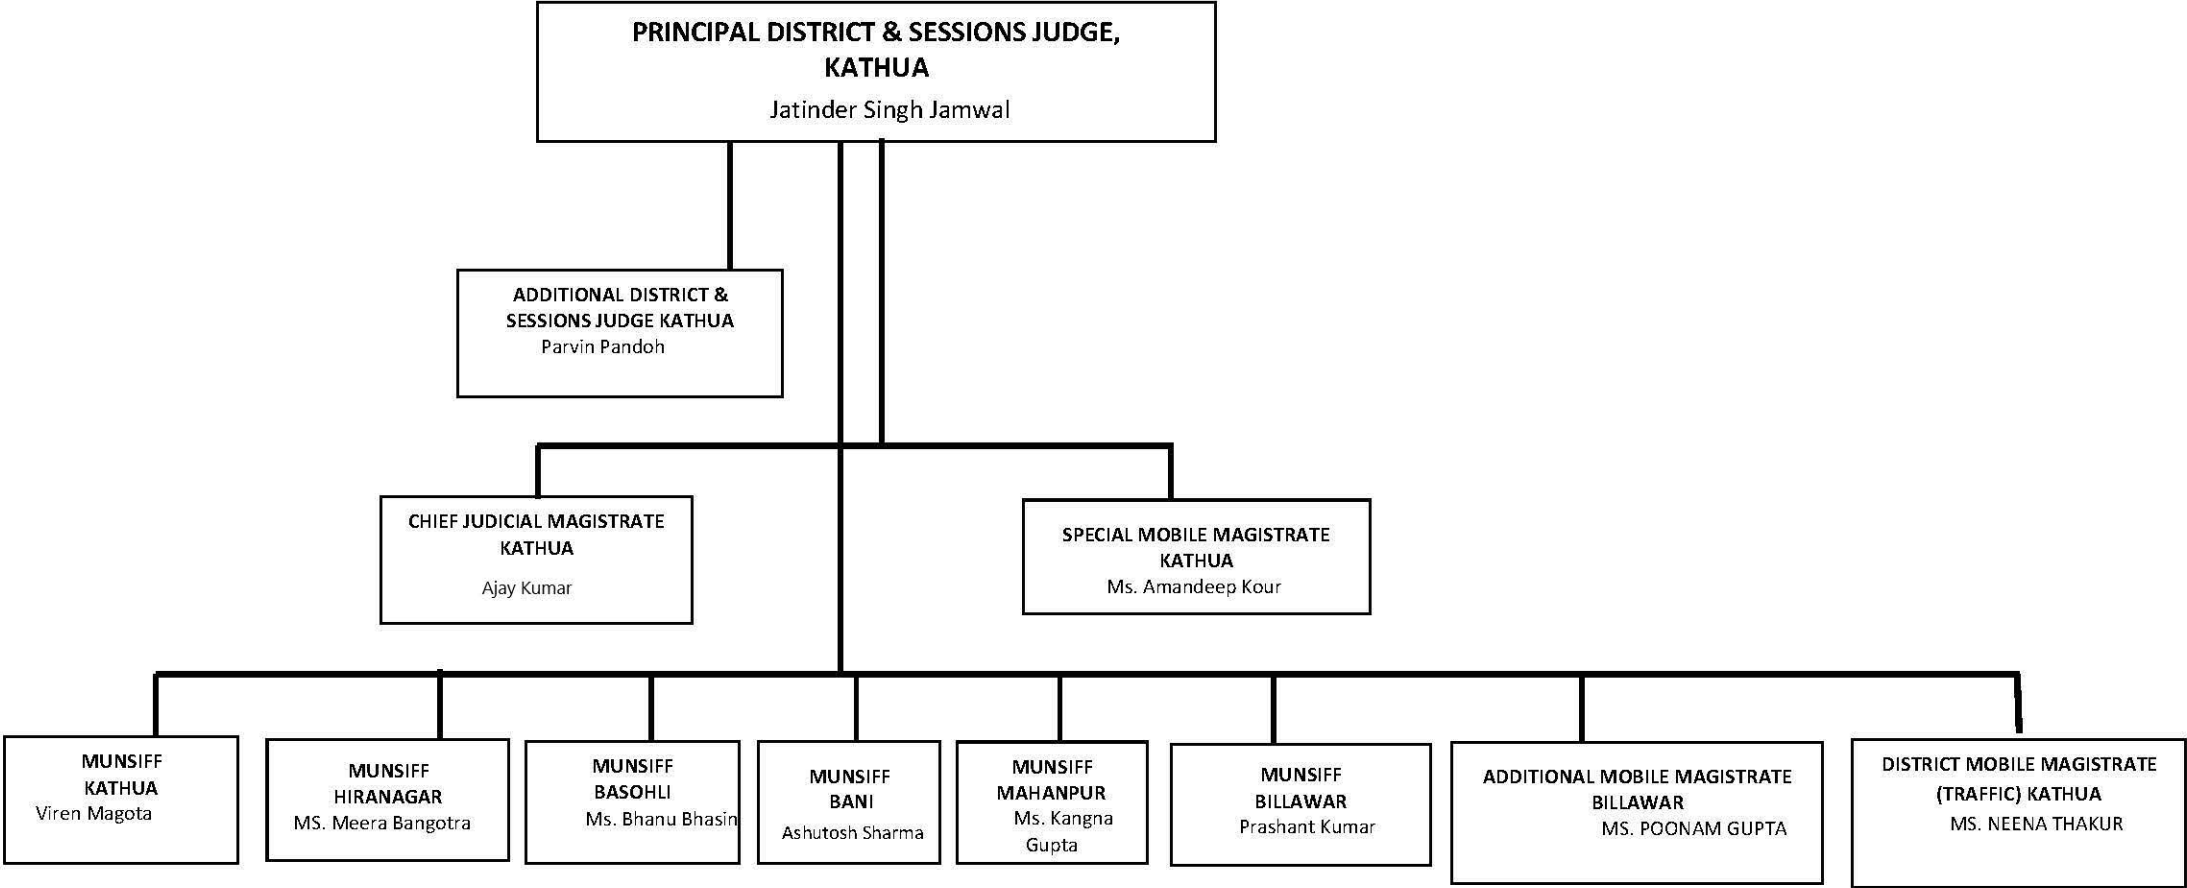 PRINCIPAL DISTRICT & SESSIONS JUDGE,
KATHUA
Jatinder Singh Jamwal
ADDITIONAL DISTRICT &
SESSIONS JUDGE KATHUA
Parvin Pandoh
CHIEF JUDICIAL MAGISTRATE
KATHUA
Ajay Kumar
SPECIAL MOBILE MAGISTRATE
KATHUA
Ms. Amandeep Kour
MUNSIFF
KATHUA
Viren Magota
MUNSIFF
HIRANAGAR
MS. Meera Bangotra
MUNSIFF
BASOHLI
Ms. Bhanu Bhasin
MUNSIFF
BANI
Ashutosh Sharma
MUNSIFF
MAHANPUR
Ms. Kangna
Gupta
MUNSIFF
BILLAWAR
Prashant Kumar
ADDITIONAL MOBILE MAGISTRATE
BILLAWAR
MS. POONAM GUPTA
DISTRICT MOBILE MAGISTRATE
(TRAFFIC) KATHUA
MS. NEENA THAKUR